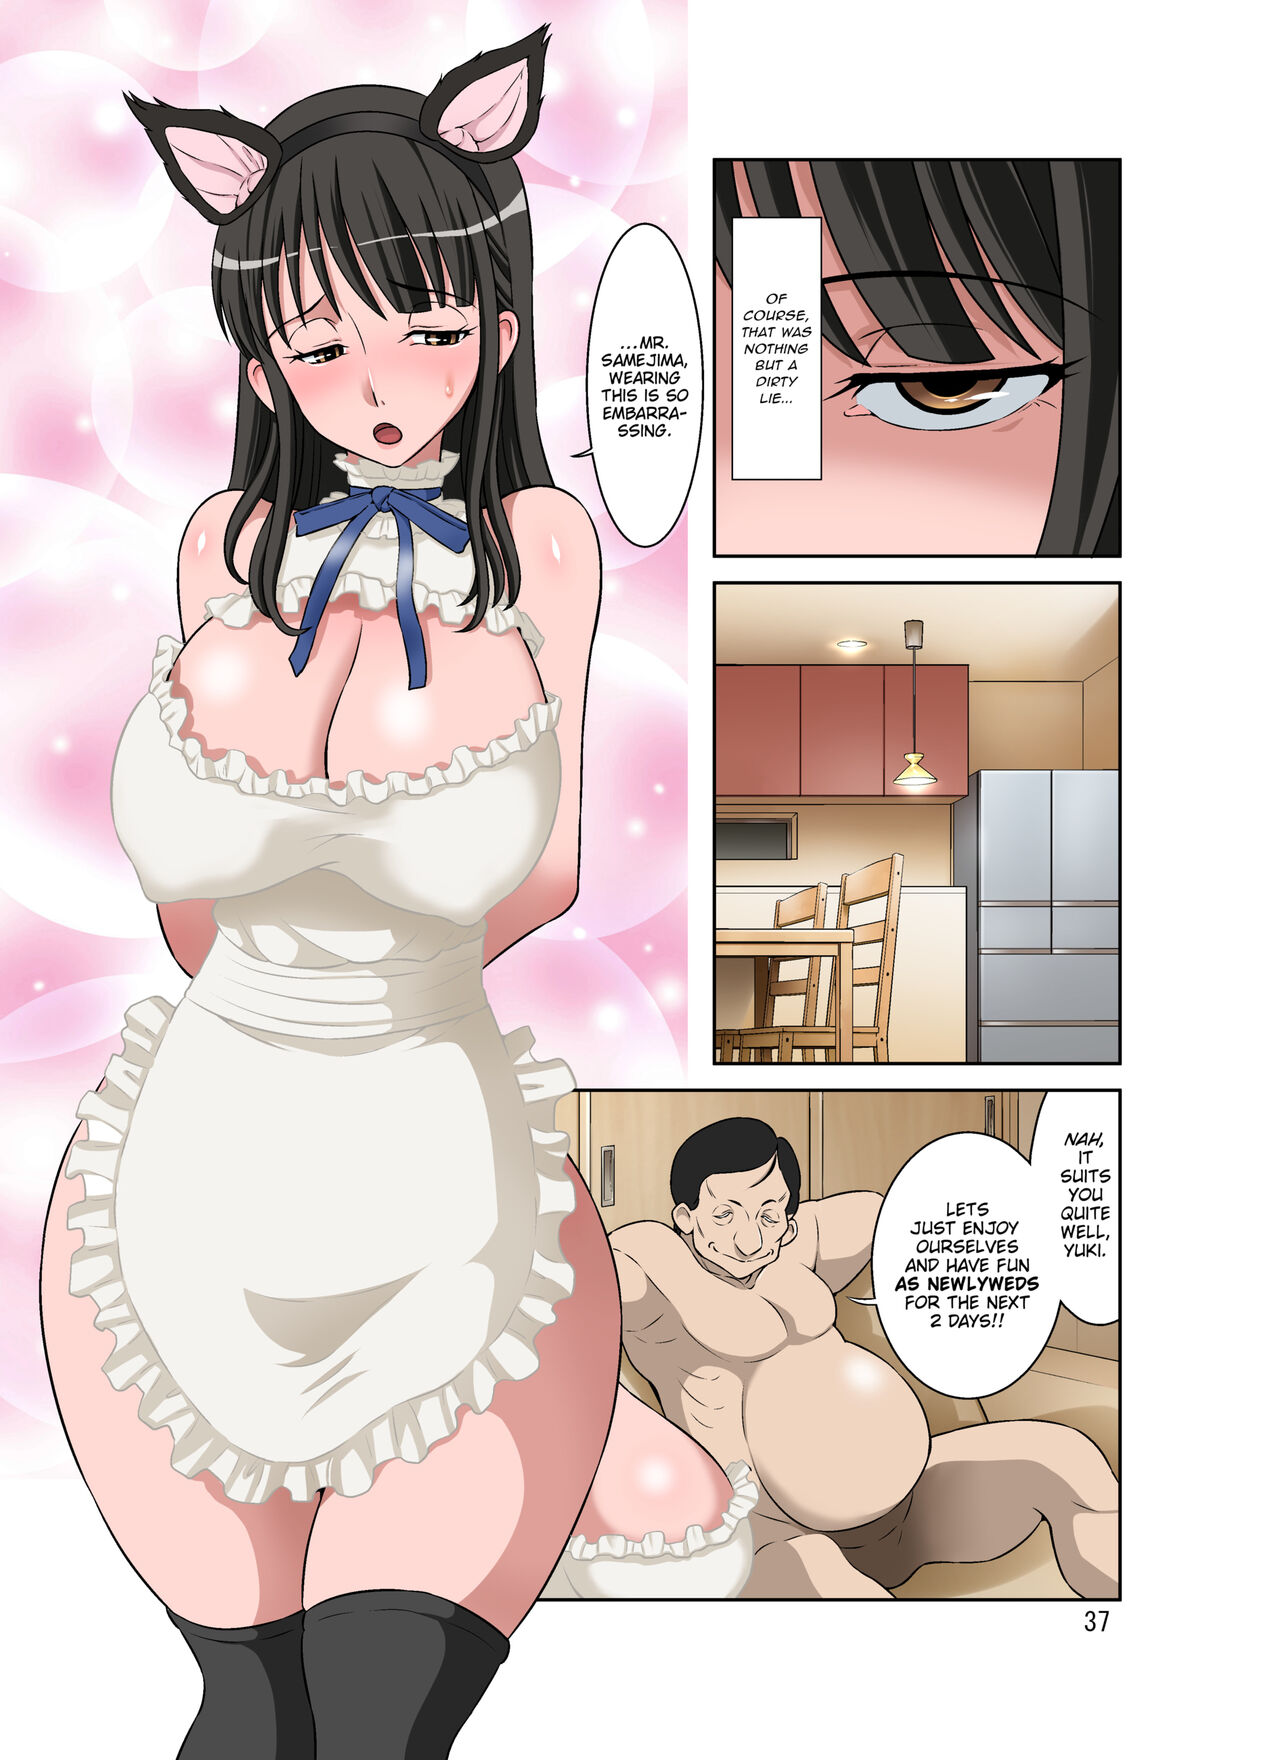 OF
COURSE,
THAT WAS
NOTHING
BUT A
DIRTY
LIE...
...MR.
SAMEJIMA,
WEARING
THIS IS SO
EMBARRA-
SSING.
NAH,
IT
SUITS
YOU
QUITE
WELL,
YUKI.
LETS
JUST ENJOY
OURSELVES
AND HAVE FUN
AS NEWLYWEDS
FOR THE NEXT
2 DAYS!!
37